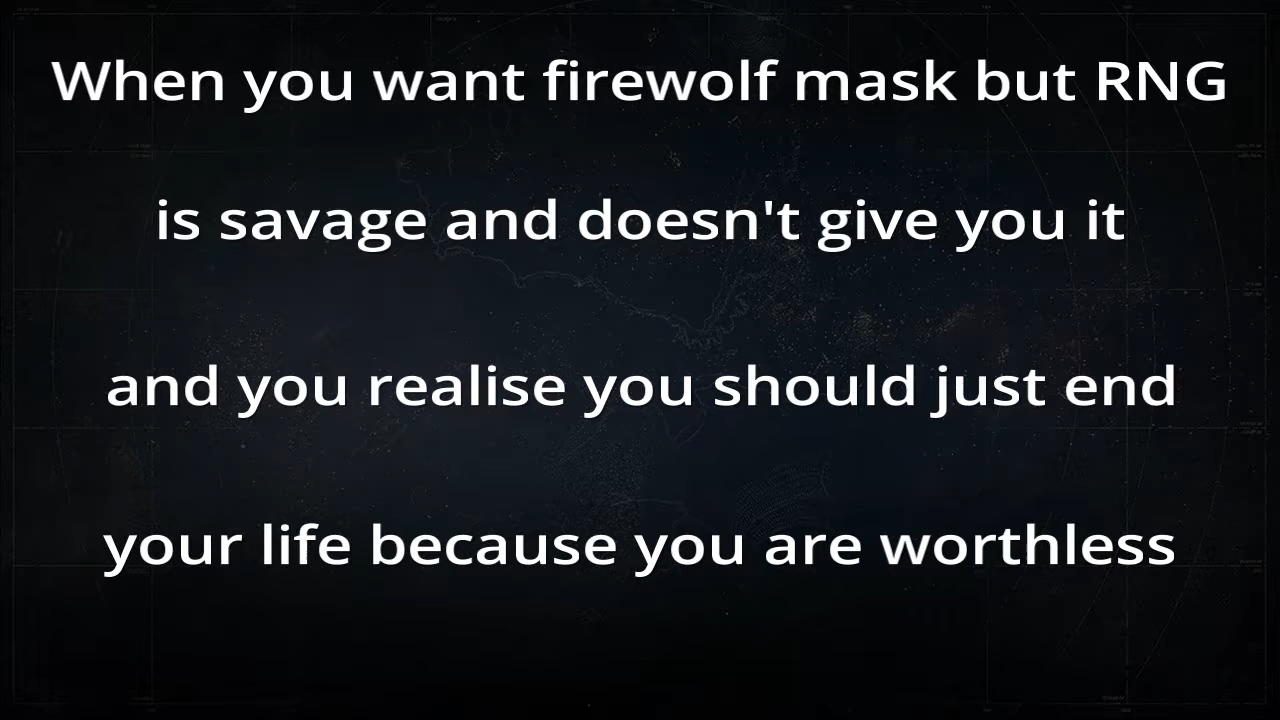 When you want firewolf mask but RNG
is savage and doesn't give you it
and you realise you should just end
your life because you are worthless